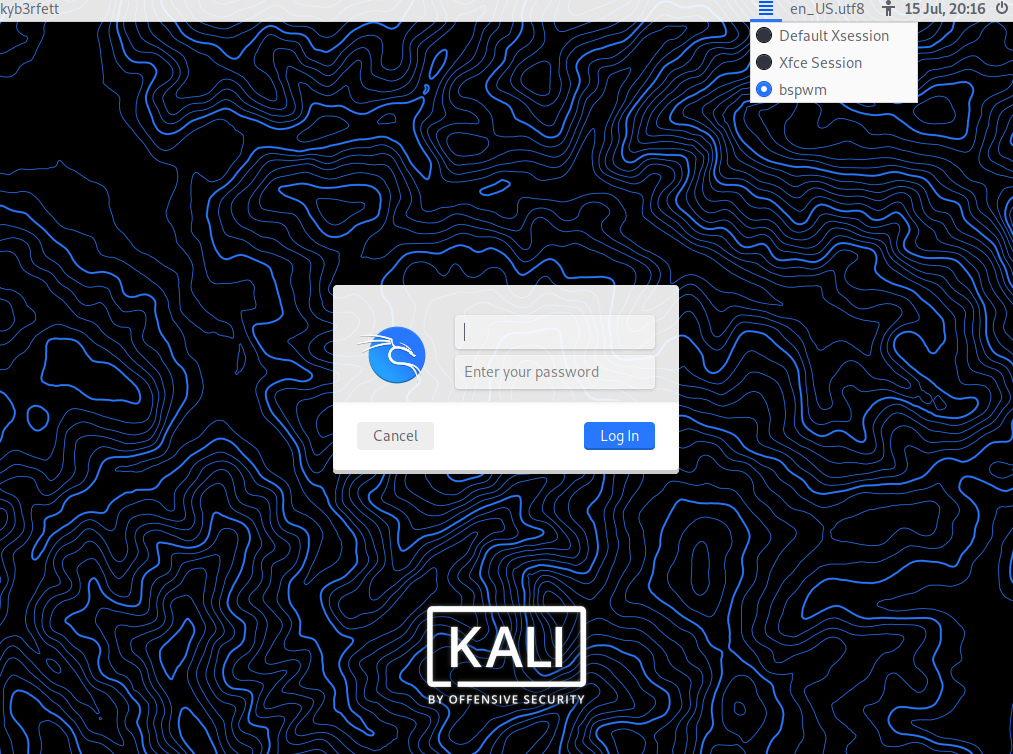 kyb3rfett
en_US.utf8 15 Jul, 20:16
Default Xsession
Xfce Session
bspwm
Enter your password
Cancel Log In
KALI
BY OFFENSIVE SECURITY